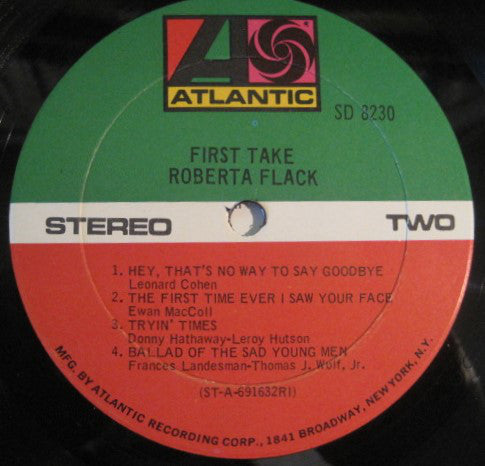 ATLANTIC
SD 8230
FIRST TAKE
ROBERTA FLACK
STEREO
TWO
1. HEY, THAT'S NO WAY TO SAY GOODBYE
Leonard Cohen
2. THE FIRST TIME EVER I SAW YOUR FACE
Ewan MacColl
3. TRYIN' TIMES
Donny Hathaway-Leroy Hutson
4. BALLAD OF THE SAD YOUNG MEN
Frances Landesman-Thomas J. Wolf, Jr.
(ST-A-691632RI)
MFG. BY ATLANTIC RECORDING CORP., 1841 BROADWAY, NEW YORK, N.Y.